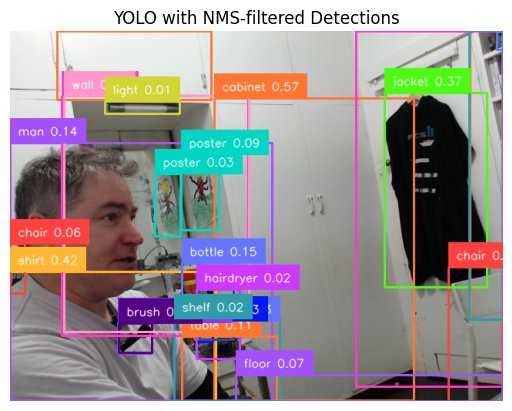 YOLO with NMS-filtered Detections
wall 0
light 0.01
cabinet 0.57
jacket 0.37
man 0.14
poster 0.09
poster 0.03
chair 0.06
shirt 0.42
bottle 0.15
chair 0.
hairdryer 0.02
brush 0
shelf 0.02
table 0.11
floor 0.07